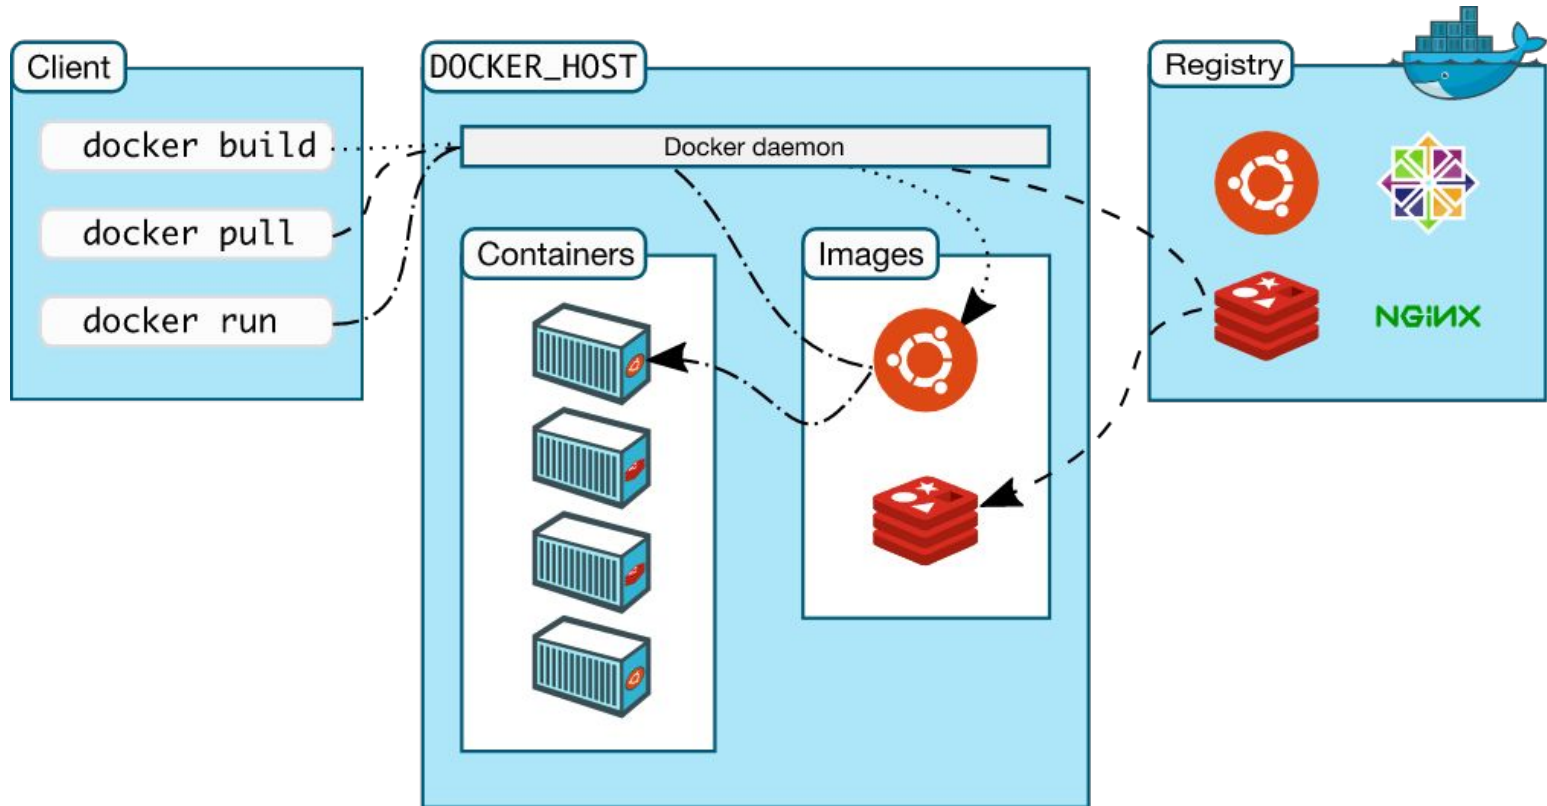 Client
docker build
docker pull
docker run
DOCKER_HOST
Docker daemon
Containers
Images
Registry
NGiNX